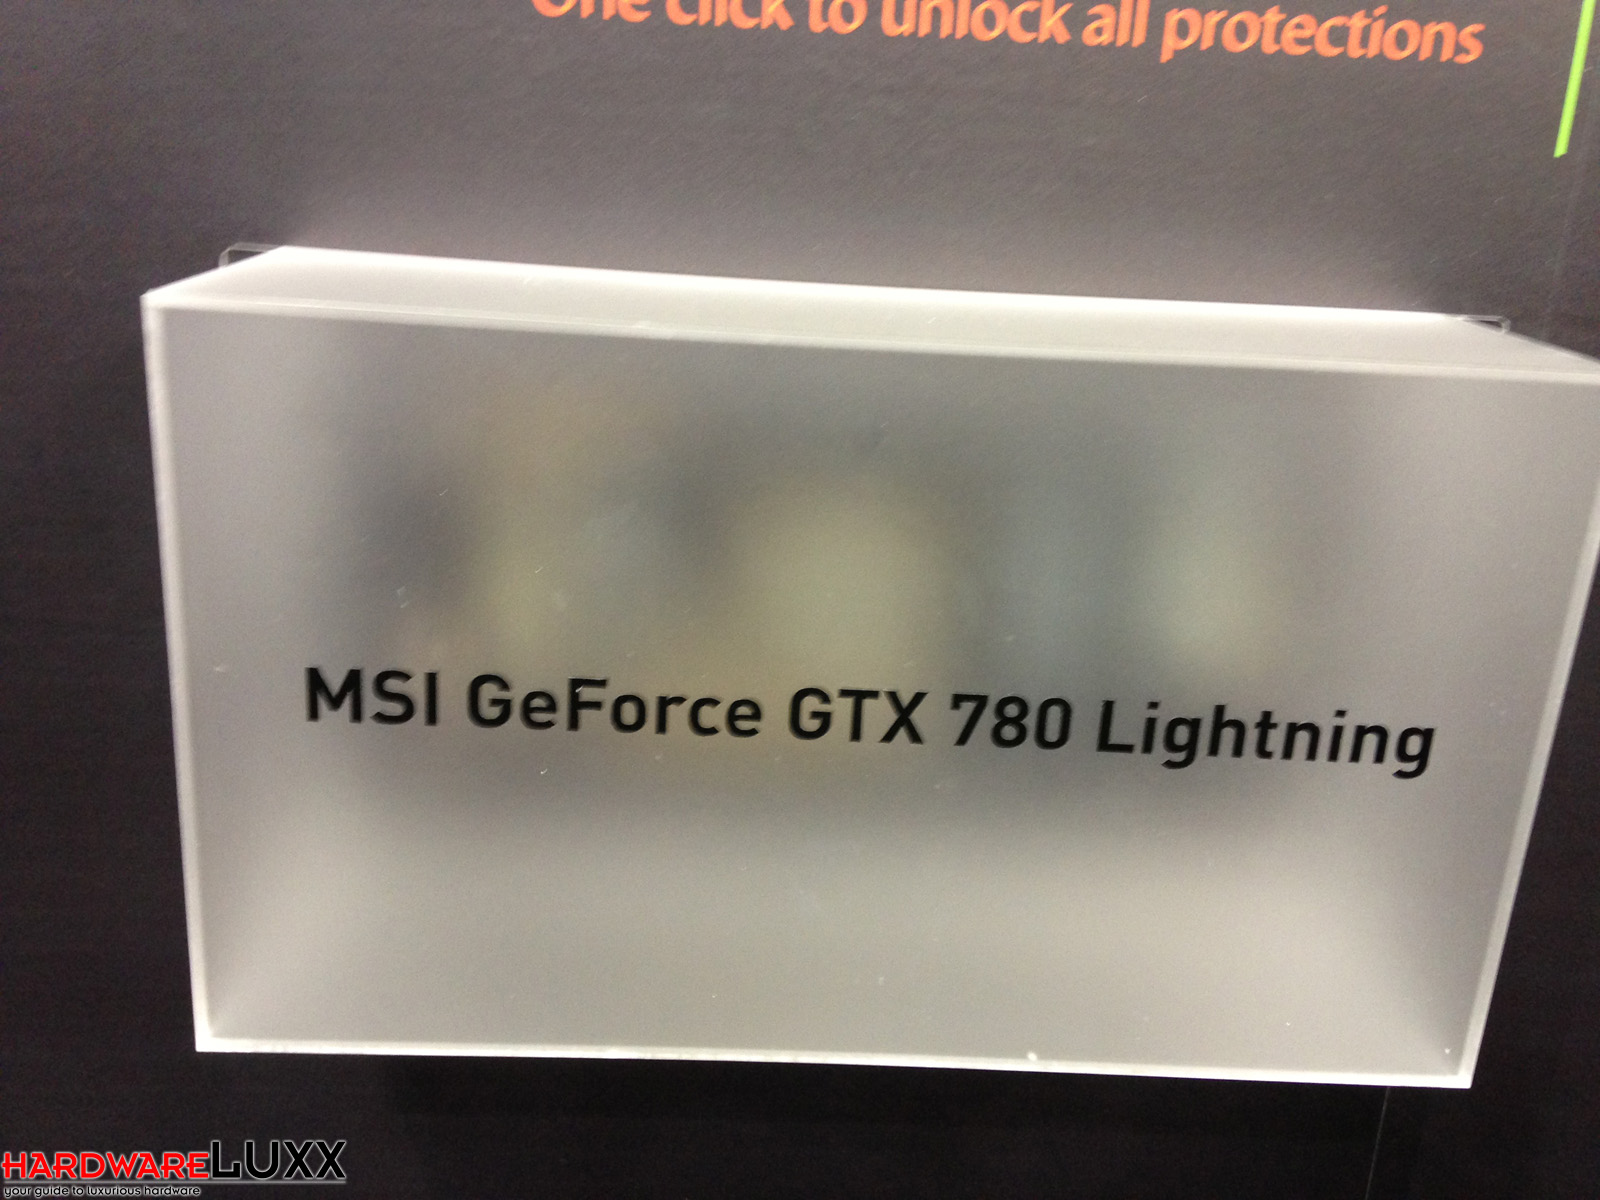 One click to unlock all protections
MSI GeForce GTX 780 Lightning
HARDWARELUXX
your guide to luxurious hardware